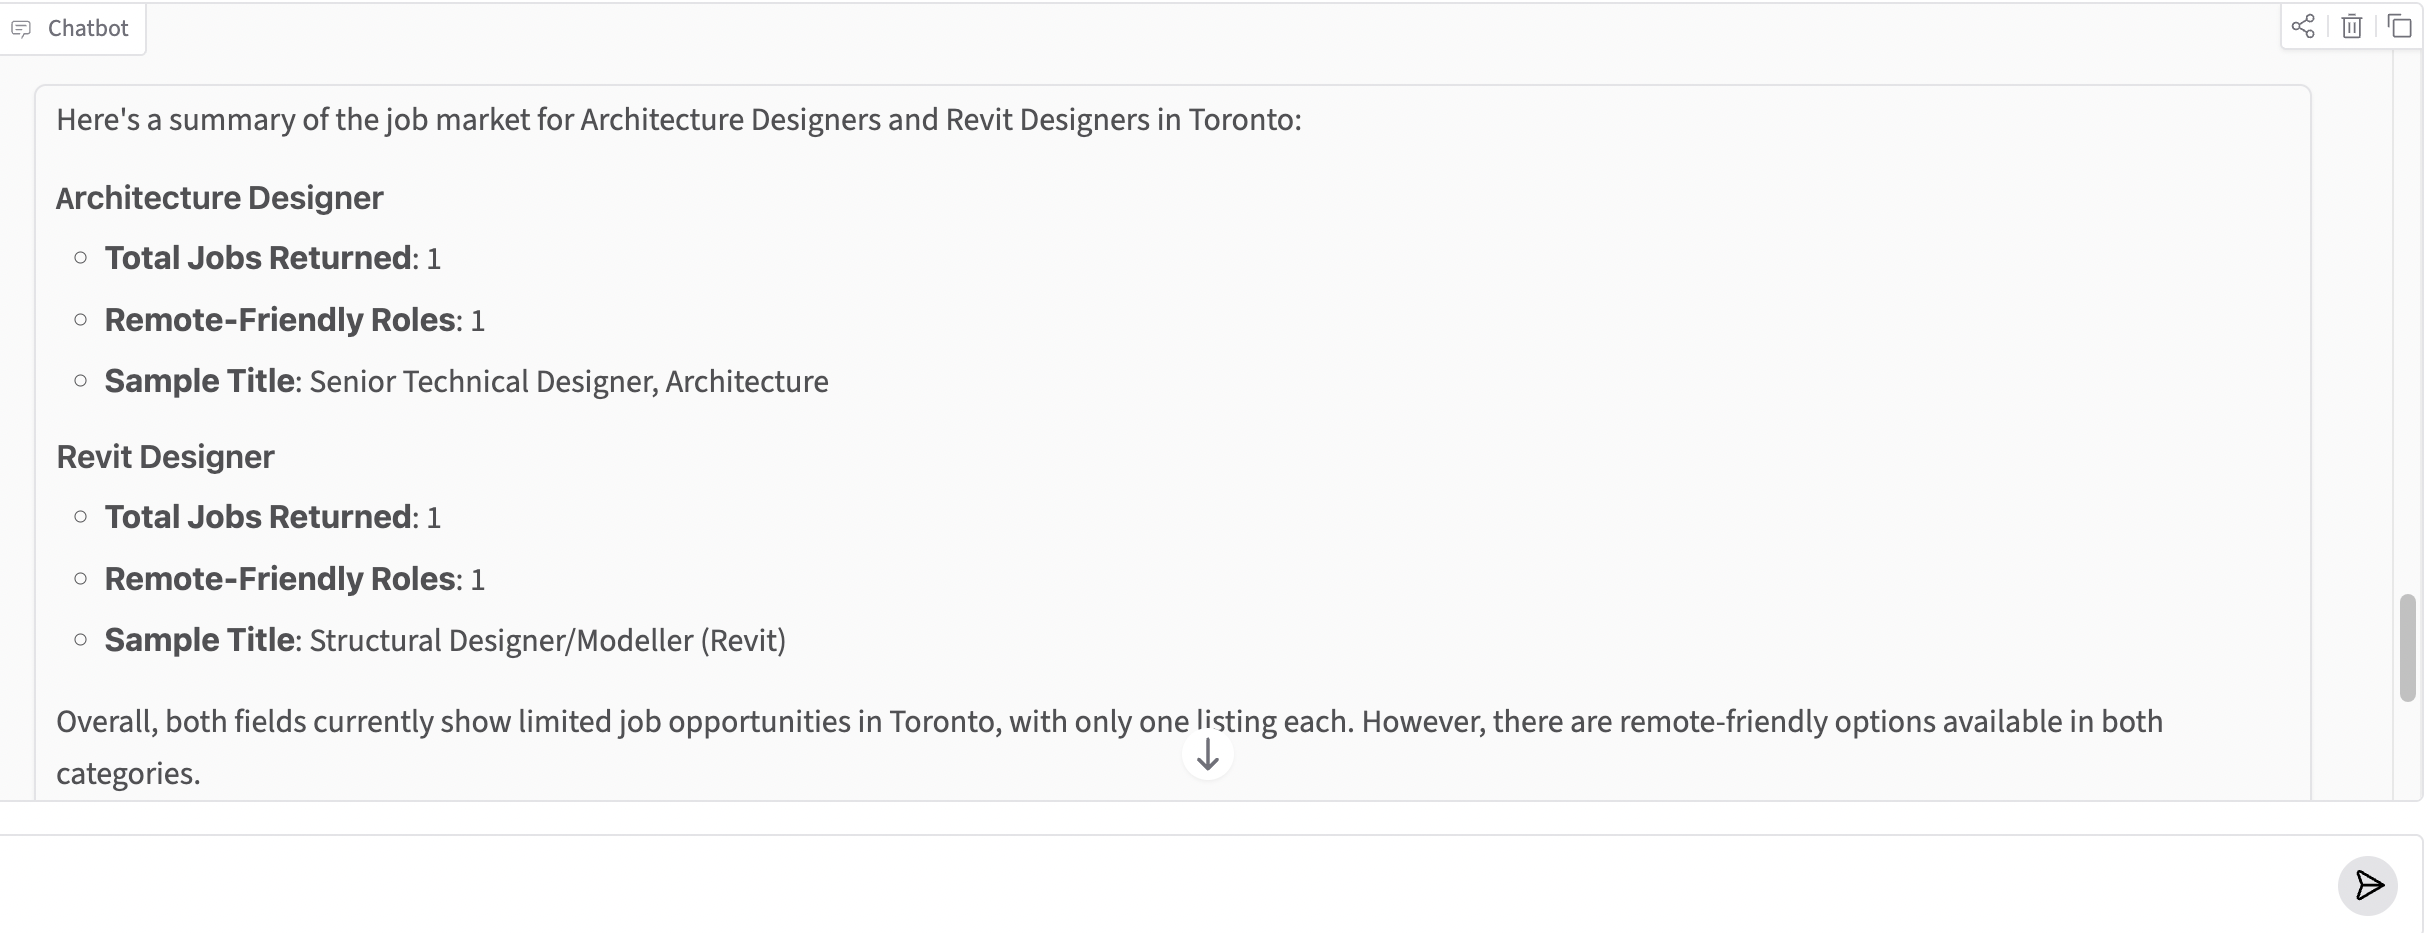 Chatbot
Here's a summary of the job market for Architecture Designers and Revit Designers in Toronto:
Architecture Designer
Total Jobs Returned: 1
Remote-Friendly Roles: 1
Sample Title: Senior Technical Designer, Architecture
Revit Designer
Total Jobs Returned: 1
Remote-Friendly Roles: 1
Sample Title: Structural Designer/Modeller (Revit)
Overall, both fields currently show limited job opportunities in Toronto, with only one listing each. However, there are remote-friendly options available in both
categories.